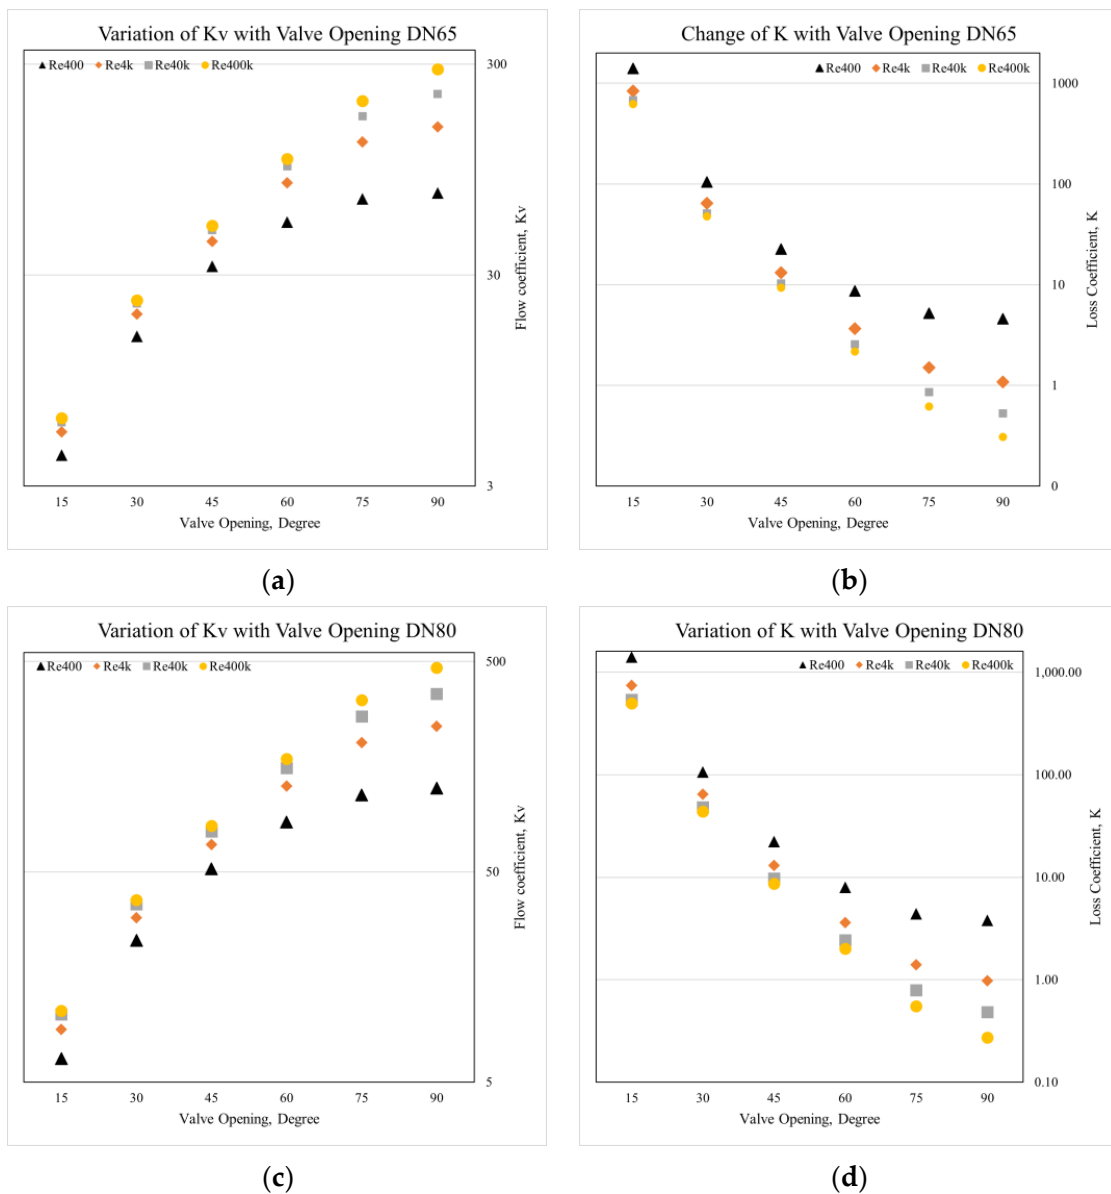 Variation of Kv with Valve Opening DN65
Re400 Re4k Re40k Re400k
300
30
3
Flow coefficient, Kv
15 30 45 60 75 90
Valve Opening, Degree
(a)
Change of K with Valve Opening DN65
Re400 Re4k Re40k Re400k
1000
100
10
1
0
Loss Coefficient, K
15 30 45 60 75 90
Valve Opening, Degree
(b)
Variation of Kv with Valve Opening DN80
Re400 Re4k Re40k Re400k
500
50
5
Flow coefficient, Kv
15 30 45 60 75 90
Valve Opening, Degree
(c)
Variation of K with Valve Opening DN80
Re400 Re4k Re40k Re400k
1,000.00
100.00
10.00
1.00
0.10
Loss Coefficient, K
15 30 45 60 75 90
Valve Opening, Degree
(d)